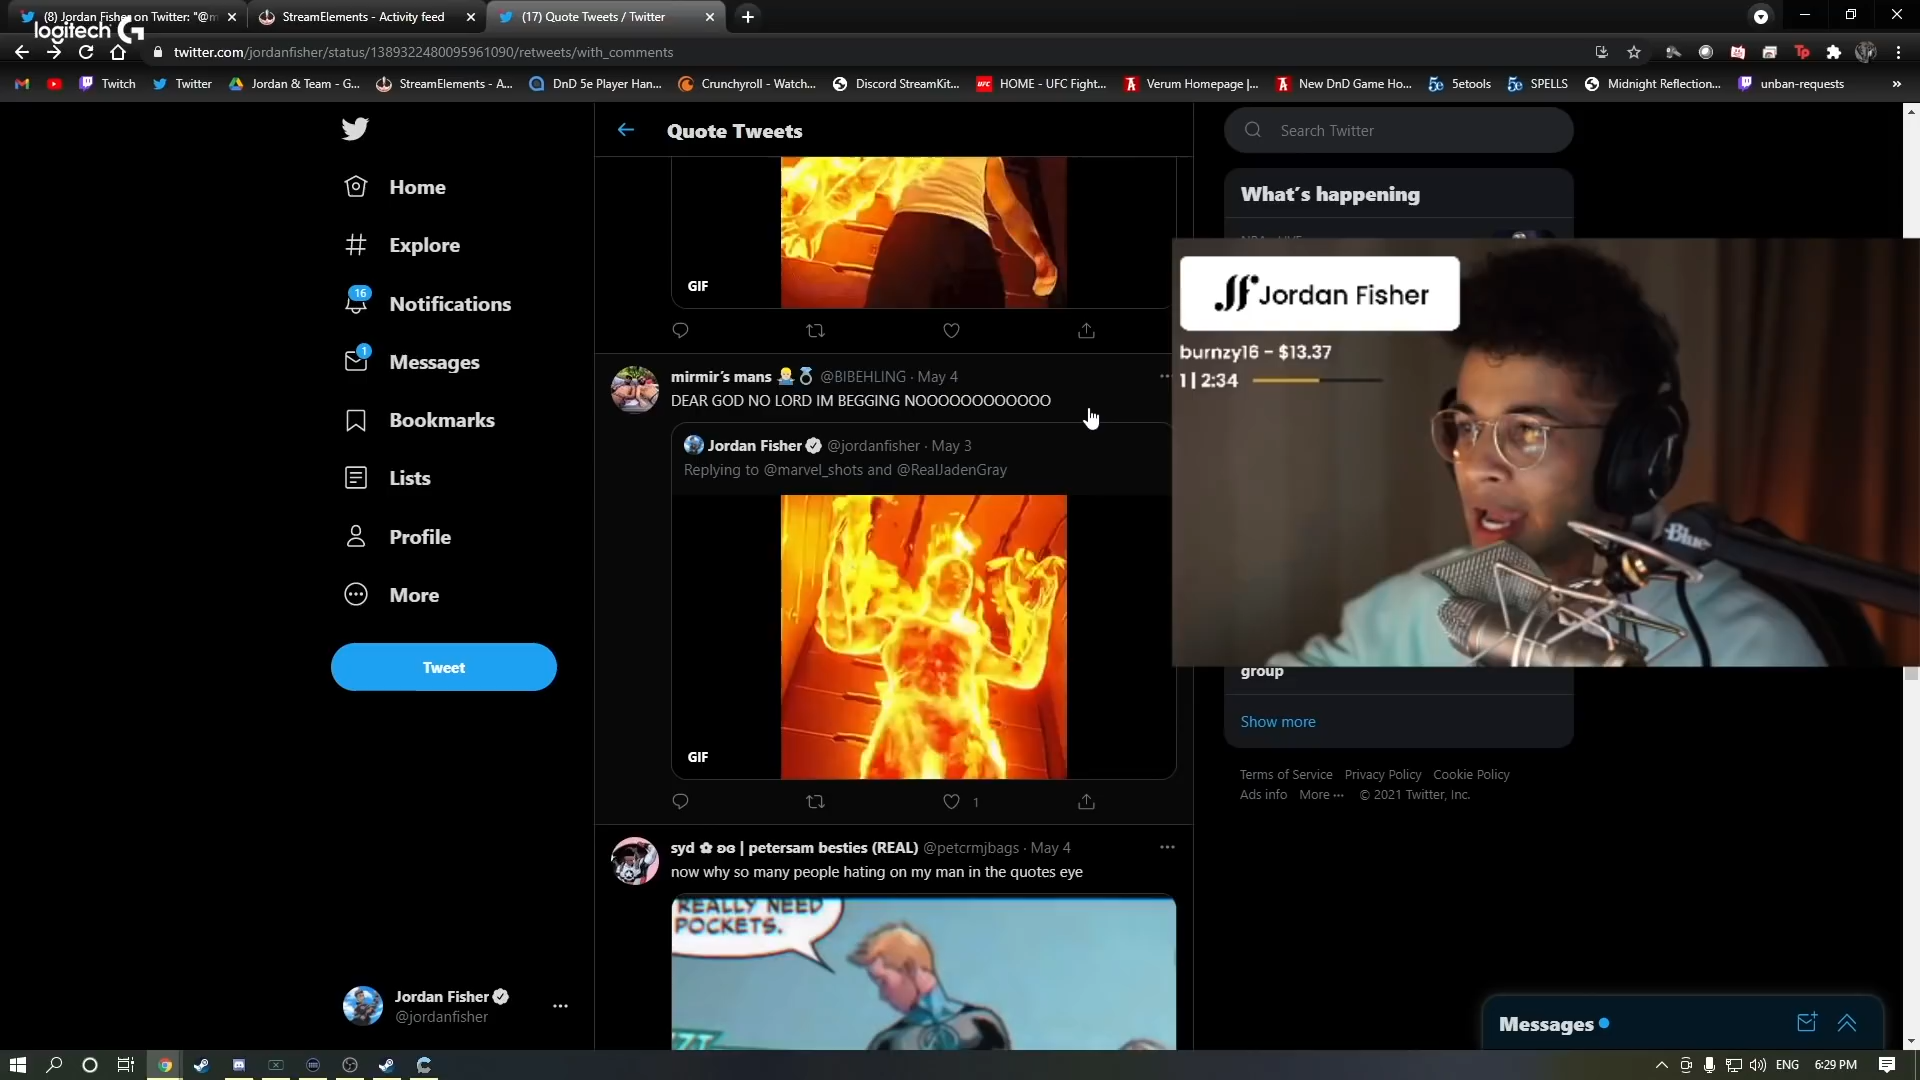 (8) Jordan Fisher on Twitter: "@m
StreamElements - Activity feed
(17) Quote Tweets / Twitter
logitech G
twitter.com/jordanfisher/status/1389322480095961090/retweets/with_comments
Twitch
Twitter
Jordan & Team - G...
StreamElements - A...
DnD 5e Player Han...
Crunchyroll - Watch...
Discord StreamKit...
UFC
HOME - UFC Fight...
Verum Homepage |...
New DnD Game Ho...
5e
5etools
5e
SPELLS
Midnight Reflection...
unban-requests
»
Quote Tweets
Search Twitter
Home
Explore
16
Notifications
1
Messages
Bookmarks
Lists
Profile
More
Tweet
Jordan Fisher
@jordanfisher
GIF
mirmir's mans @BIBEHLING · May 4
DEAR GOD NO LORD IM BEGGING NOOOOOOOOOOOO
Jordan Fisher @jordanfisher · May 3
Replying to @marvel_shots and @RealJadenGray
GIF
1
syd ✿ ʚɞ | petersam besties (REAL) @petcrmjbags · May 4
now why so many people hating on my man in the quotes eye
REALLY NEED
POCKETS.
What's happening
Jordan Fisher
burnzy16 - $13.37
1 | 2:34
Blue
group
Show more
Terms of Service Privacy Policy Cookie Policy
Ads info More ··· © 2021 Twitter, Inc.
Messages
ENG
6:29 PM